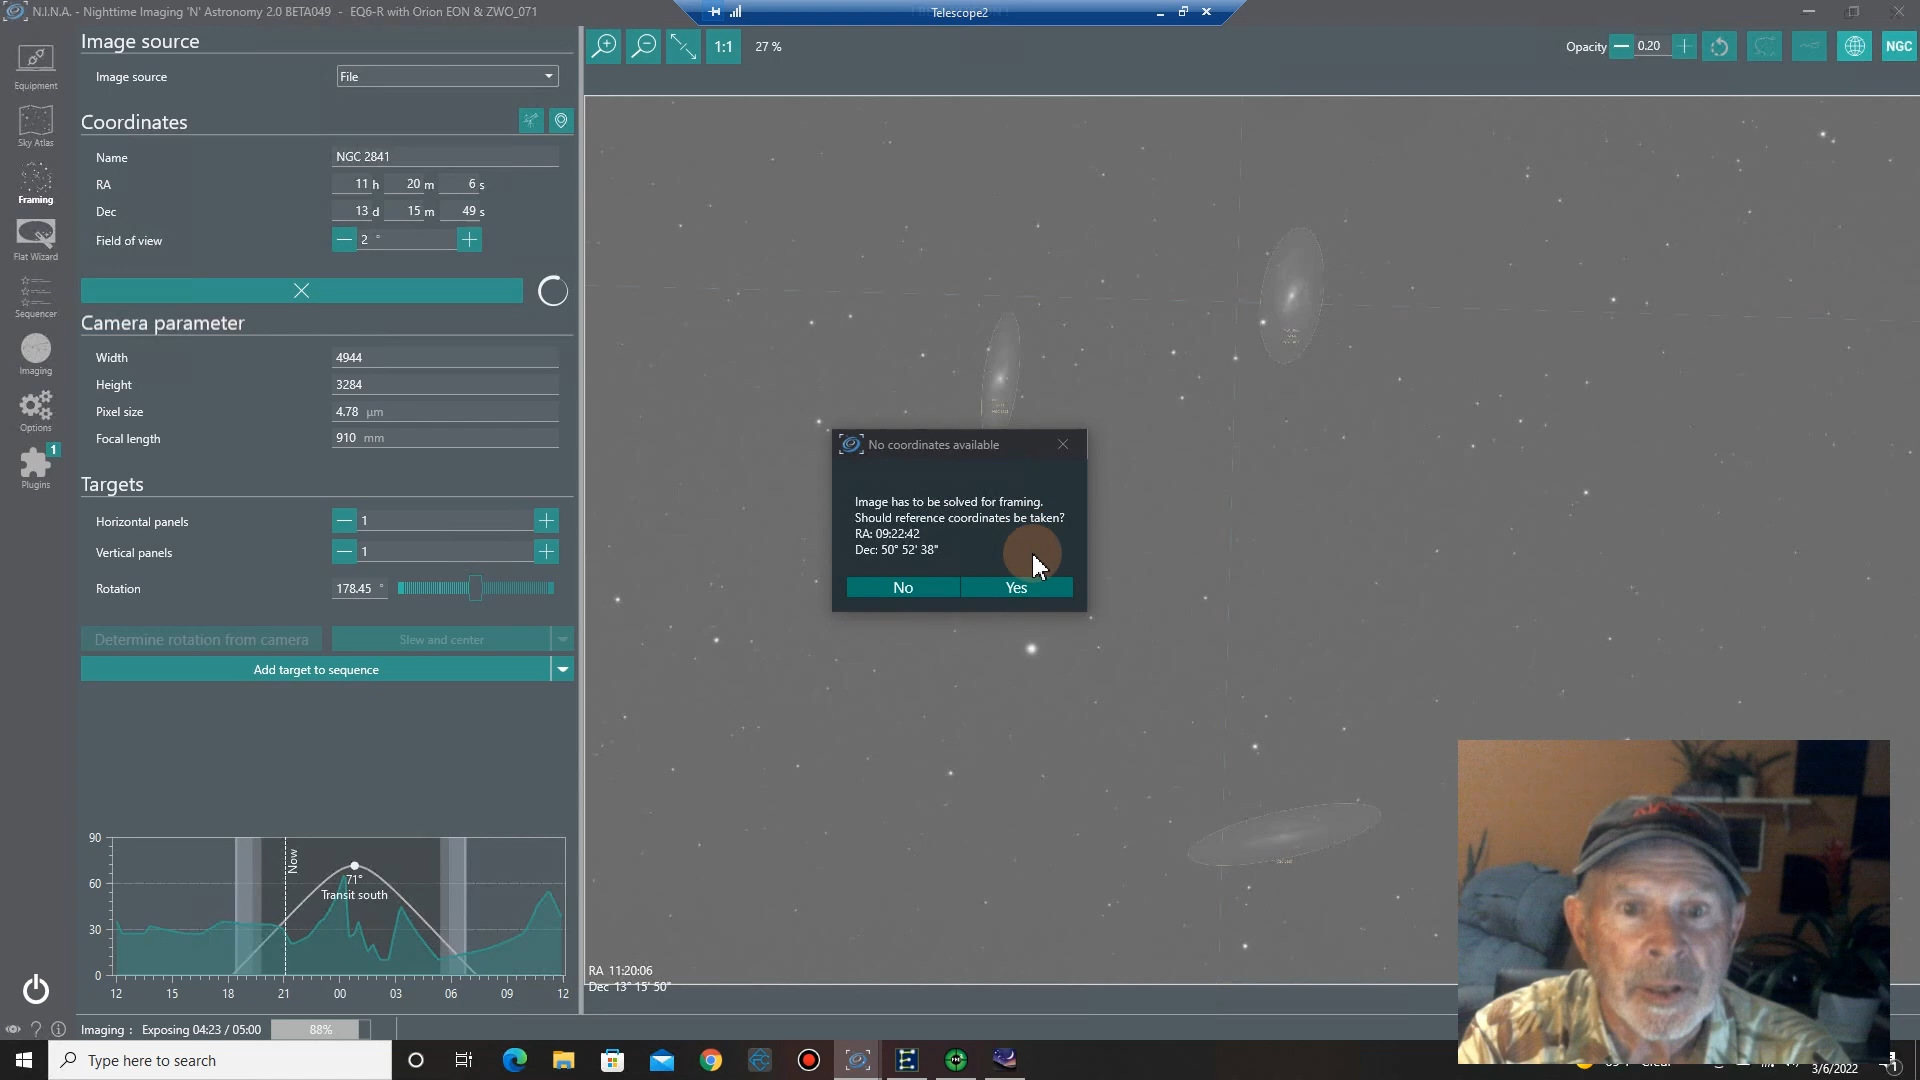 N.I.N.A. - Nighttime Imaging 'N' Astronomy 2.0 BETA049 - EQ6-R with Orion EON & ZWO_071
Telescope2
Equipment
Sky Atlas
Framing
Flat Wizard
Sequencer
Imaging
Options
1
Plugins
Image source
Image source
File
Coordinates
Name
NGC 2841
RA
11 h 20 m 6 s
Dec
13 d 15 m 49 s
Field of view
2 °
Camera parameter
Width
4944
Height
3284
Pixel size
4.78 µm
Focal length
910 mm
Targets
Horizontal panels
1
Vertical panels
1
Rotation
178.45 °
Determine rotation from camera
Slew and center
Add target to sequence
90
60
30
0
Now
71°
Transit south
12 15 18 21 00 03 06 09 12
Imaging : Exposing 04:23 / 05:00 88%
1:1
27 %
Opacity
0.20
NGC
No coordinates available
Image has to be solved for framing.
Should reference coordinates be taken?
RA: 09:22:42
Dec: 50° 52' 38"
No
Yes
RA 11:20:06
Dec 13° 15' 50"
Type here to search
3/6/2022
1